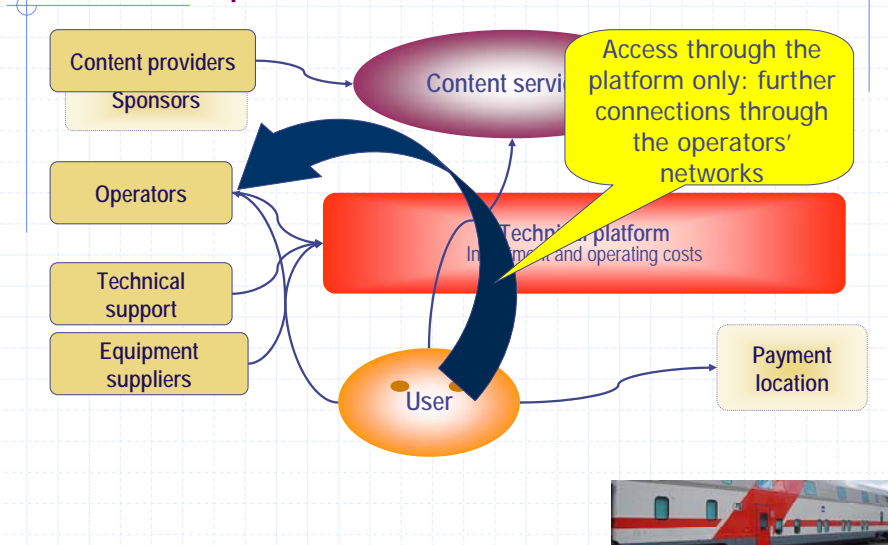 Content providers
Sponsors
Operators
Technical
support
Equipment
suppliers
Content
Access through the
platform only: further
connections through
the operators'
networks
platform
and operating costs
User
Payment
location